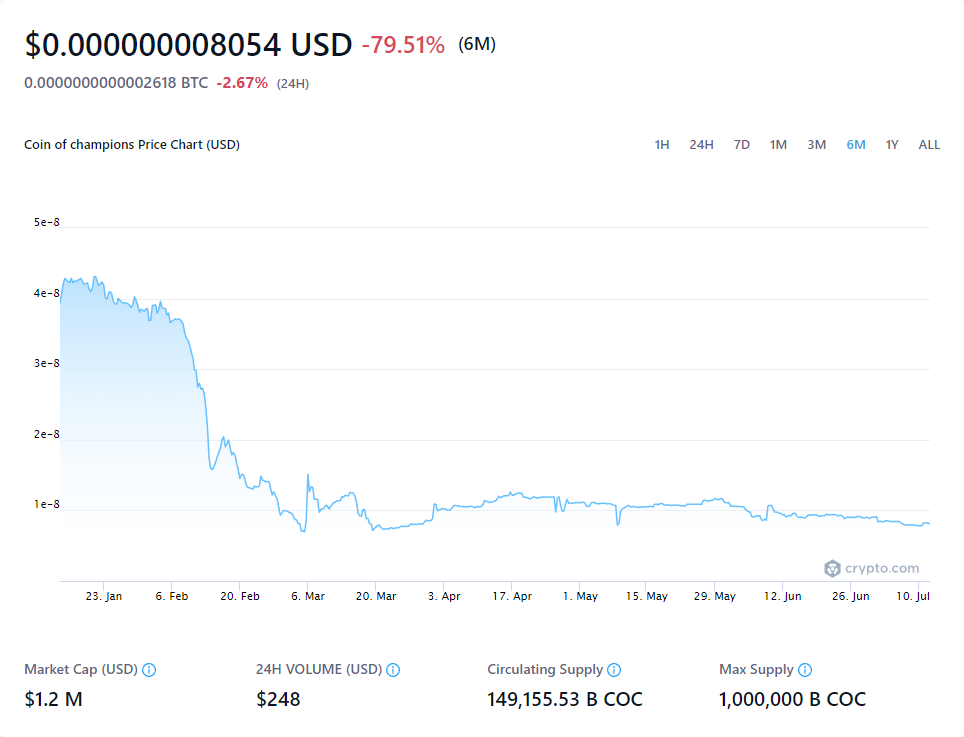 $0.000000008054 USD -79.51% (6M)
0.0000000000002618 BTC -2.67% (24H)
Coin of champions Price Chart (USD) 1H 24H 7D 1M 3M 6M 1Y ALL
5e-8
4e-8
3e-8
2e-8
1e-8
crypto.com
23. Jan 6. Feb 20. Feb 6. Mar 20. Mar 3. Apr 17. Apr 1. May 15. May 29. May 12. Jun 26. Jun 10. Jul
Market Cap (USD) 24H VOLUME (USD) Circulating Supply Max Supply
$1.2 M $248 149,155.53 B COC 1,000,000 B COC